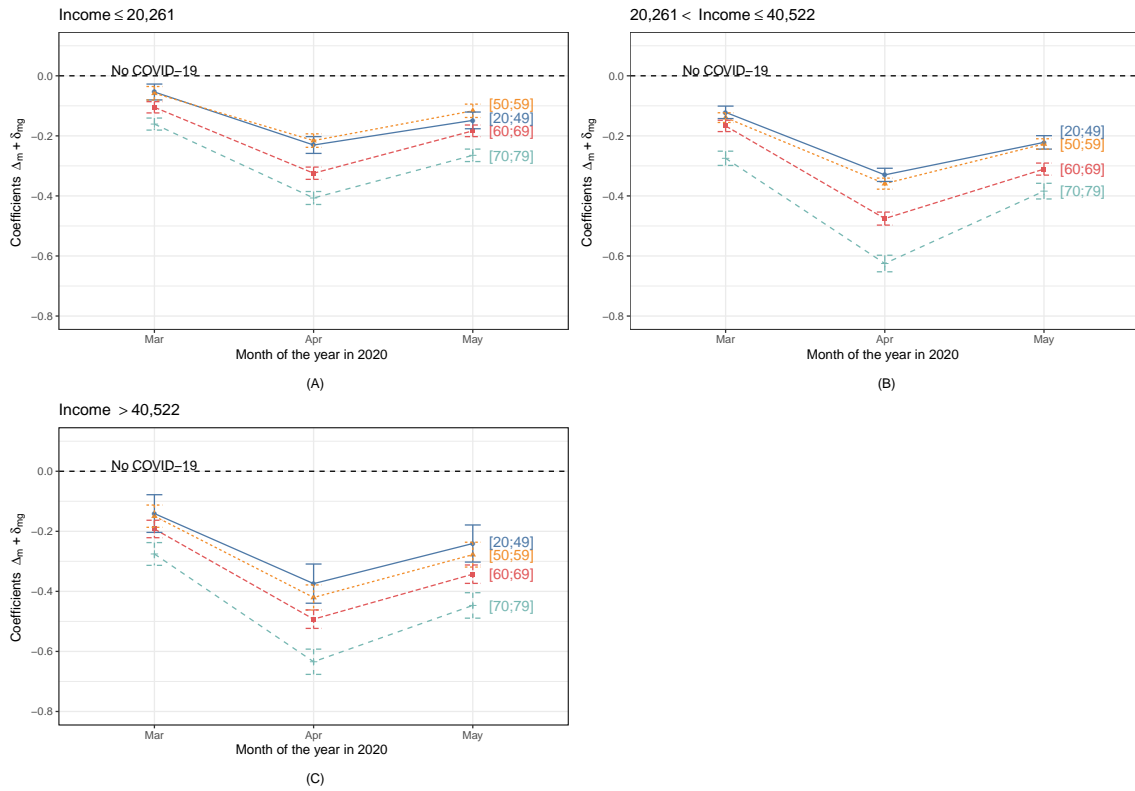 Income ≤ 20,261
Coefficients Δm + δmg
0.0
−0.2
−0.4
−0.6
−0.8
No COVID−19
[50;59]
[20;49]
[60;69]
[70;79]
Mar
Apr
May
Month of the year in 2020
(A)
20,261 < Income ≤ 40,522
Coefficients Δm + δmg
0.0
−0.2
−0.4
−0.6
−0.8
No COVID−19
[20;49]
[50;59]
[60;69]
[70;79]
Mar
Apr
May
Month of the year in 2020
(B)
Income > 40,522
Coefficients Δm + δmg
0.0
−0.2
−0.4
−0.6
−0.8
No COVID−19
[20;49]
[50;59]
[60;69]
[70;79]
Mar
Apr
May
Month of the year in 2020
(C)